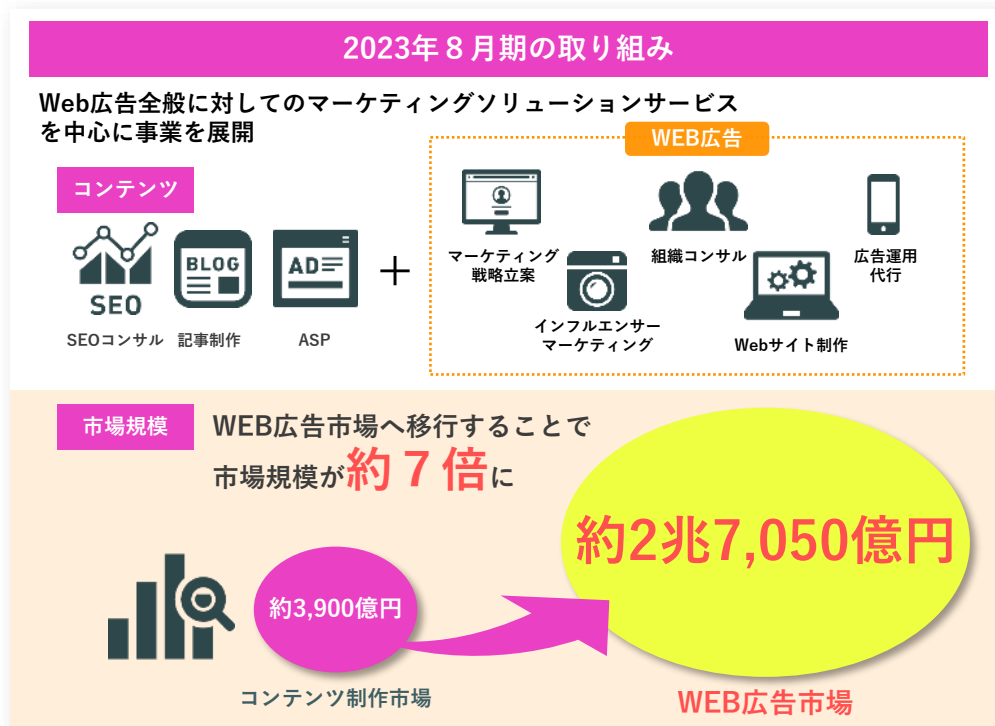 2023年８月期の取り組み
Web広告全般に対してのマーケティングソリューションサービス
を中心に事業を展開
コンテンツ
SEO
SEOコンサル
BLOG
記事制作
AD
ASP
+
WEB広告
マーケティング
戦略立案
インフルエンサー
マーケティング
組織コンサル
Webサイト制作
広告運用
代行
市場規模
WEB広告市場へ移行することで
市場規模が約７倍に
約3,900億円
コンテンツ制作市場
約2兆7,050億円
WEB広告市場